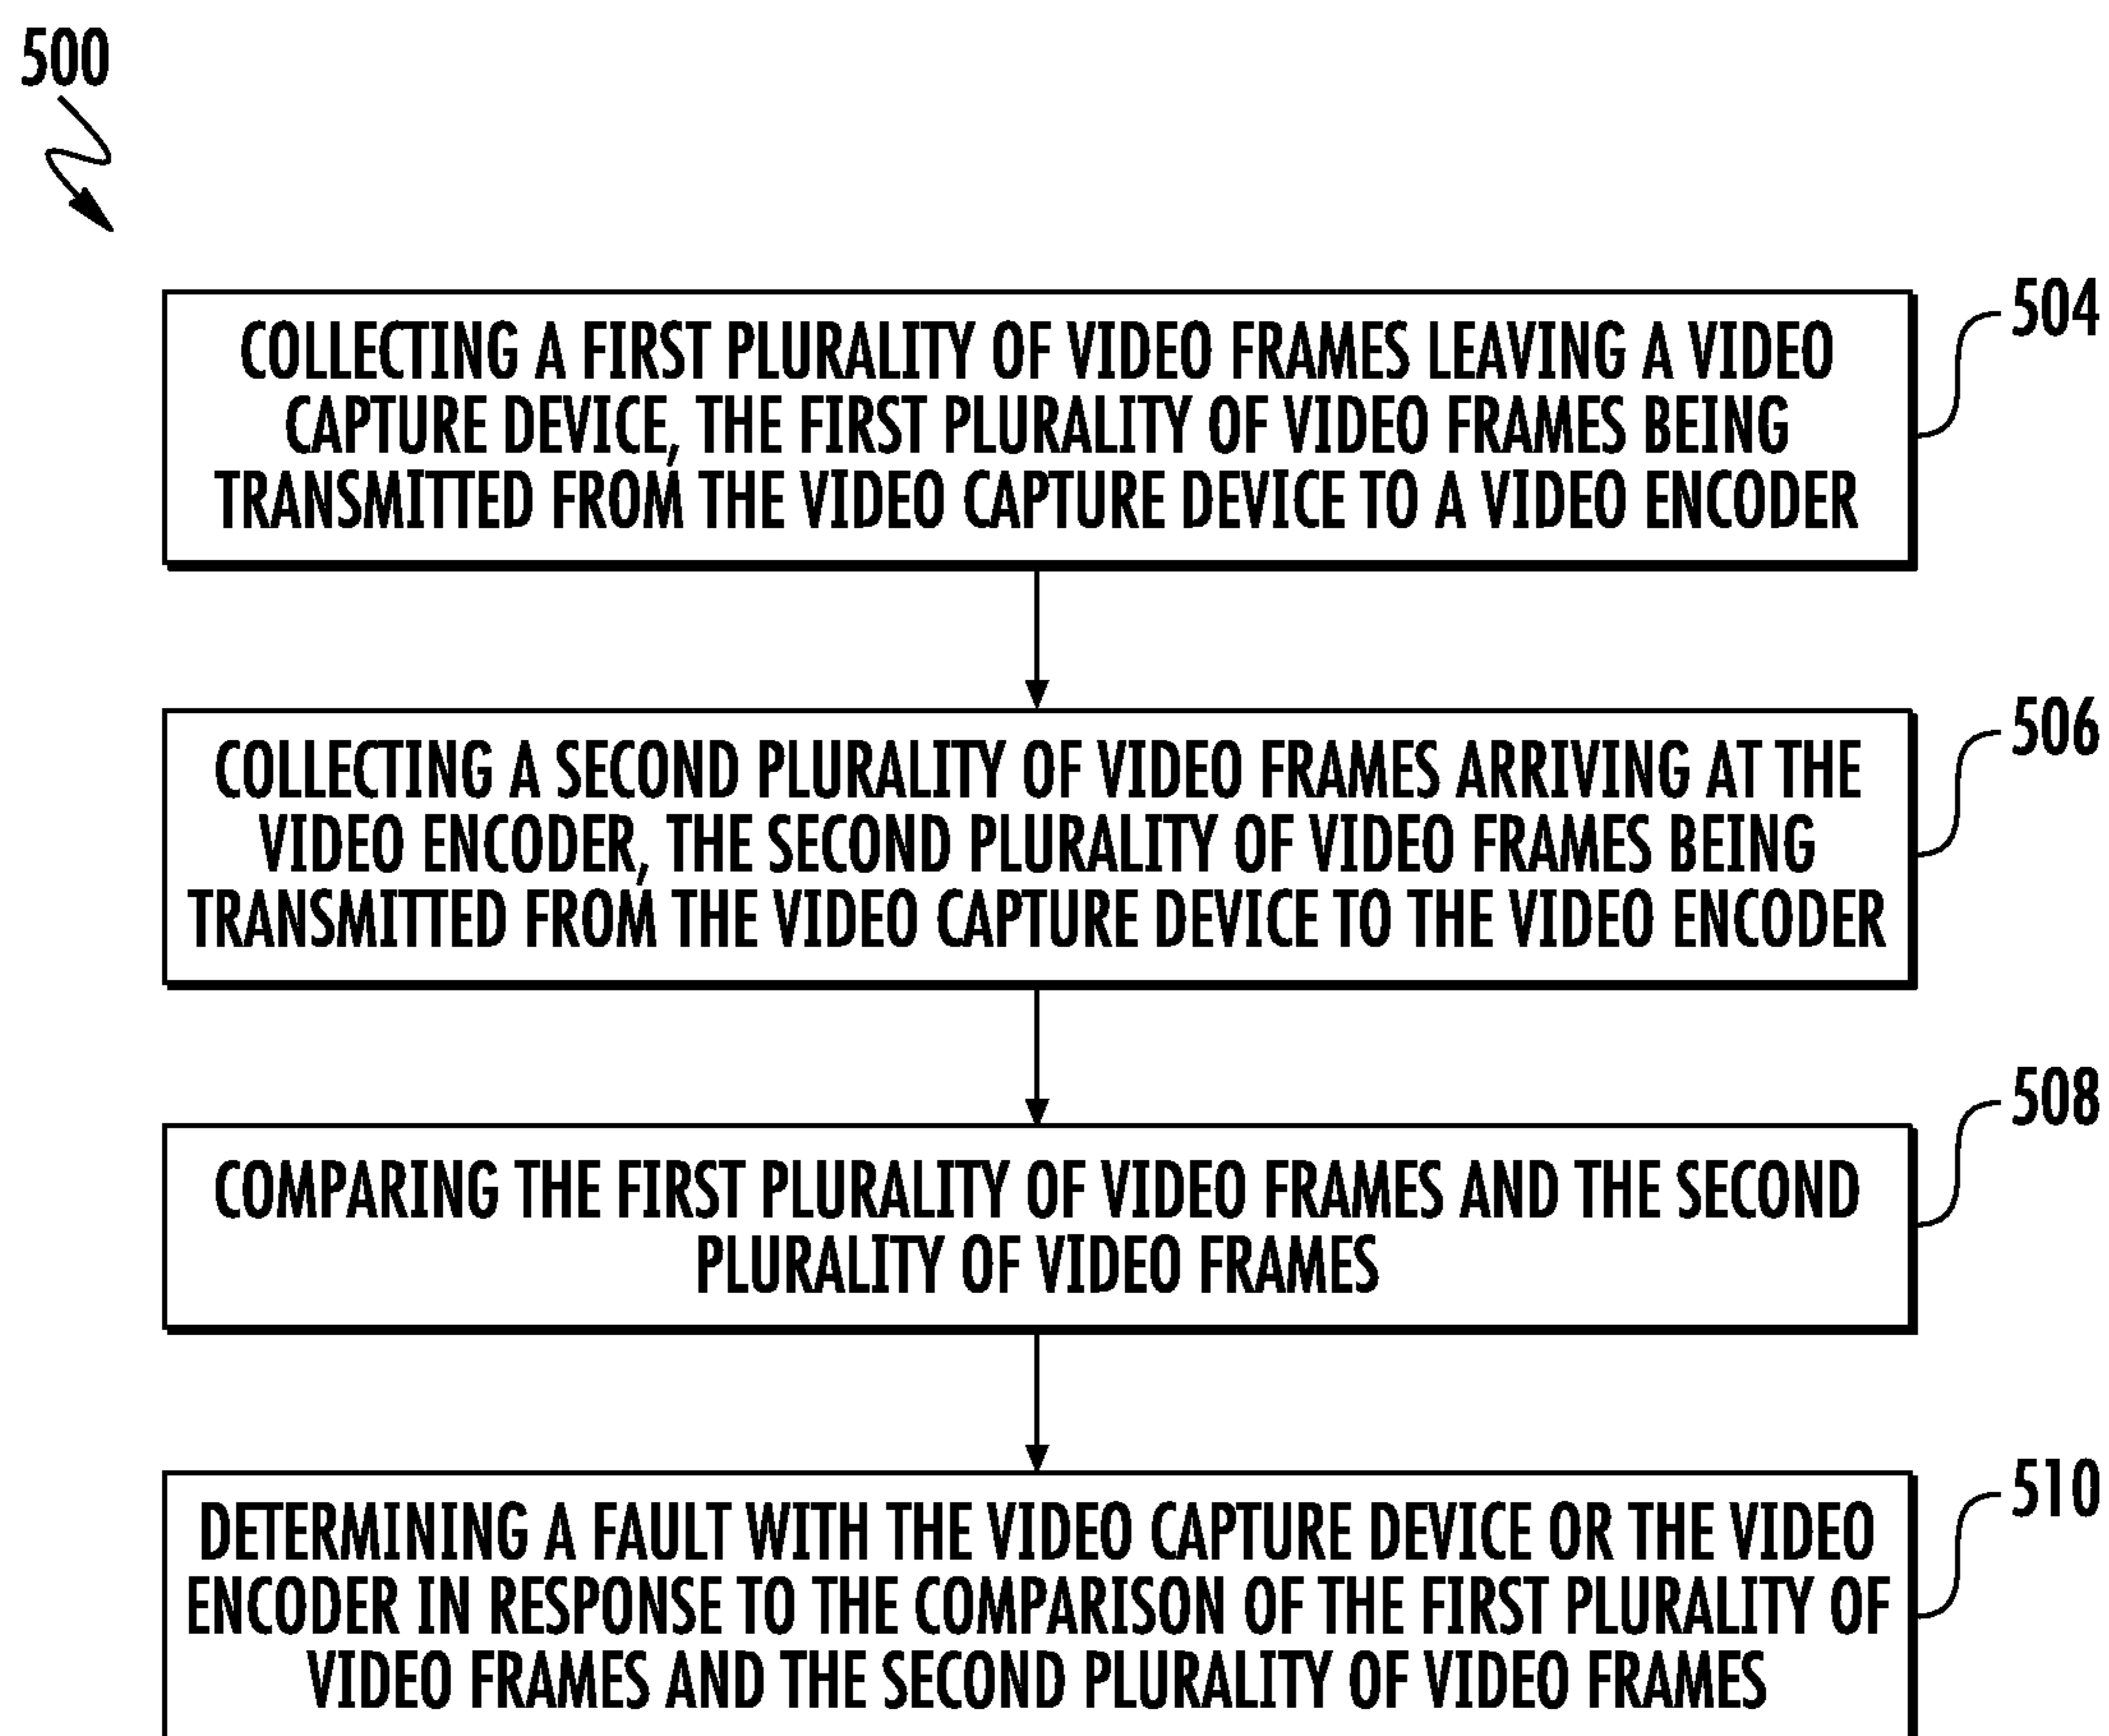 500
504
COLLECTING A FIRST PLURALITY OF VIDEO FRAMES LEAVING A VIDEO
CAPTURE DEVICE, THE FIRST PLURALITY OF VIDEO FRAMES BEING
TRANSMITTED FROM THE VIDEO CAPTURE DEVICE TO A VIDEO ENCODER
506
COLLECTING A SECOND PLURALITY OF VIDEO FRAMES ARRIVING AT THE
VIDEO ENCODER, THE SECOND PLURALITY OF VIDEO FRAMES BEING
TRANSMITTED FROM THE VIDEO CAPTURE DEVICE TO THE VIDEO ENCODER
508
COMPARING THE FIRST PLURALITY OF VIDEO FRAMES AND THE SECOND
PLURALITY OF VIDEO FRAMES
510
DETERMINING A FAULT WITH THE VIDEO CAPTURE DEVICE OR THE VIDEO
ENCODER IN RESPONSE TO THE COMPARISON OF THE FIRST PLURALITY OF
VIDEO FRAMES AND THE SECOND PLURALITY OF VIDEO FRAMES